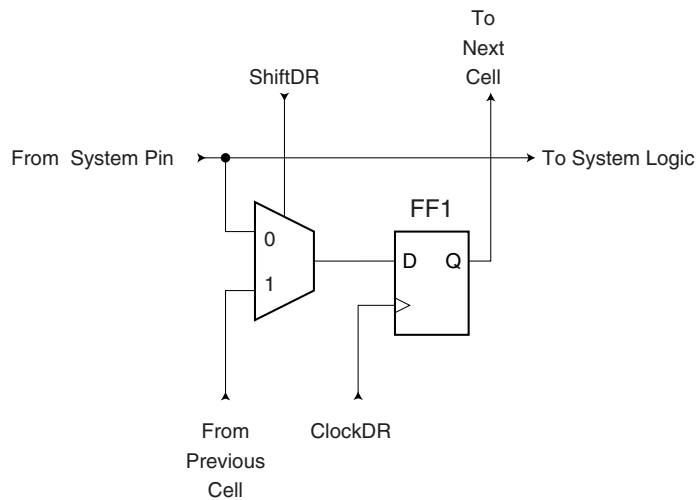 To
Next
Cell
ShiftDR
From System Pin
To System Logic
FF1
0
D Q
1
From
Previous
Cell
ClockDR